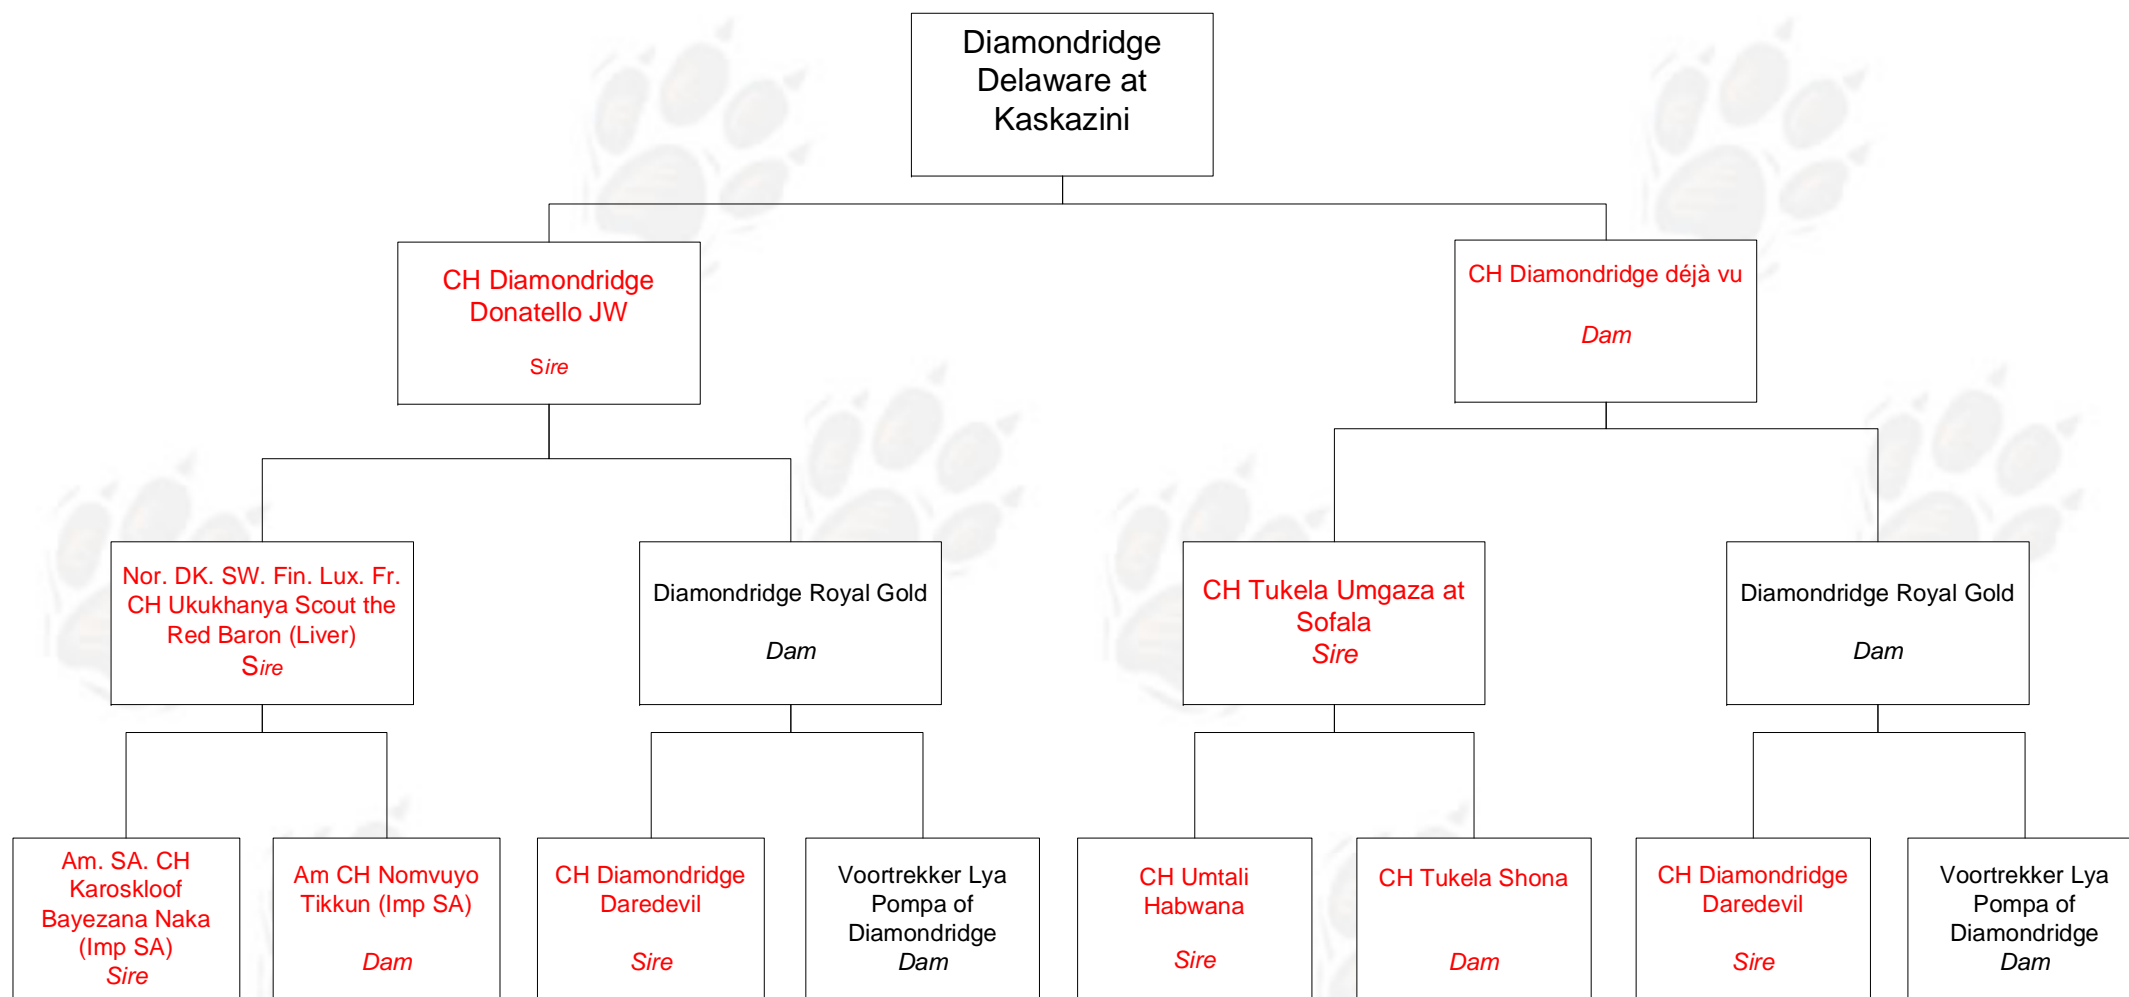 Diamondridge
Delaware at
Kaskazini
CH Diamondridge
Donatello JW
Sire
CH Diamondridge déjà vu
Dam
Nor. DK. SW. Fin. Lux. Fr.
CH Ukukhanya Scout the
Red Baron (Liver)
Sire
Diamondridge Royal Gold
Dam
CH Tukela Umgaza at
Sofala
Sire
Diamondridge Royal Gold
Dam
Am. SA. CH
Karoskloof
Bayezana Naka
(Imp SA)
Sire
Am CH Nomvuyo
Tikkun (Imp SA)
Dam
CH Diamondridge
Daredevil
Sire
Voortrekker Lya
Pompa of
Diamondridge
Dam
CH Umtali
Habwana
Sire
CH Tukela Shona
Dam
CH Diamondridge
Daredevil
Sire
Voortrekker Lya
Pompa of
Diamondridge
Dam